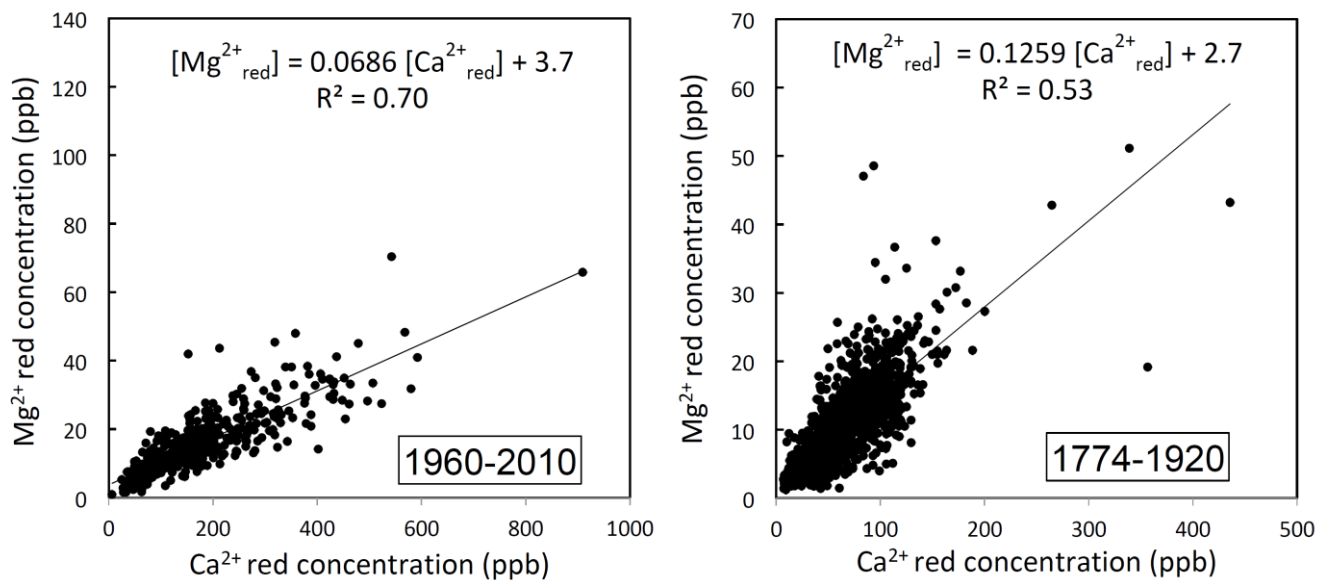 [Mg²⁺red] = 0.0686 [Ca²⁺red] + 3.7
R² = 0.70
Mg²⁺ red concentration (ppb)
140
120
100
80
60
40
20
0
0 200 400 600 800 1000
Ca²⁺ red concentration (ppb)
1960-2010
[Mg²⁺red] = 0.1259 [Ca²⁺red] + 2.7
R² = 0.53
Mg²⁺ red concentration (ppb)
70
60
50
40
30
20
10
0
0 100 200 300 400 500
Ca²⁺ red concentration (ppb)
1774-1920